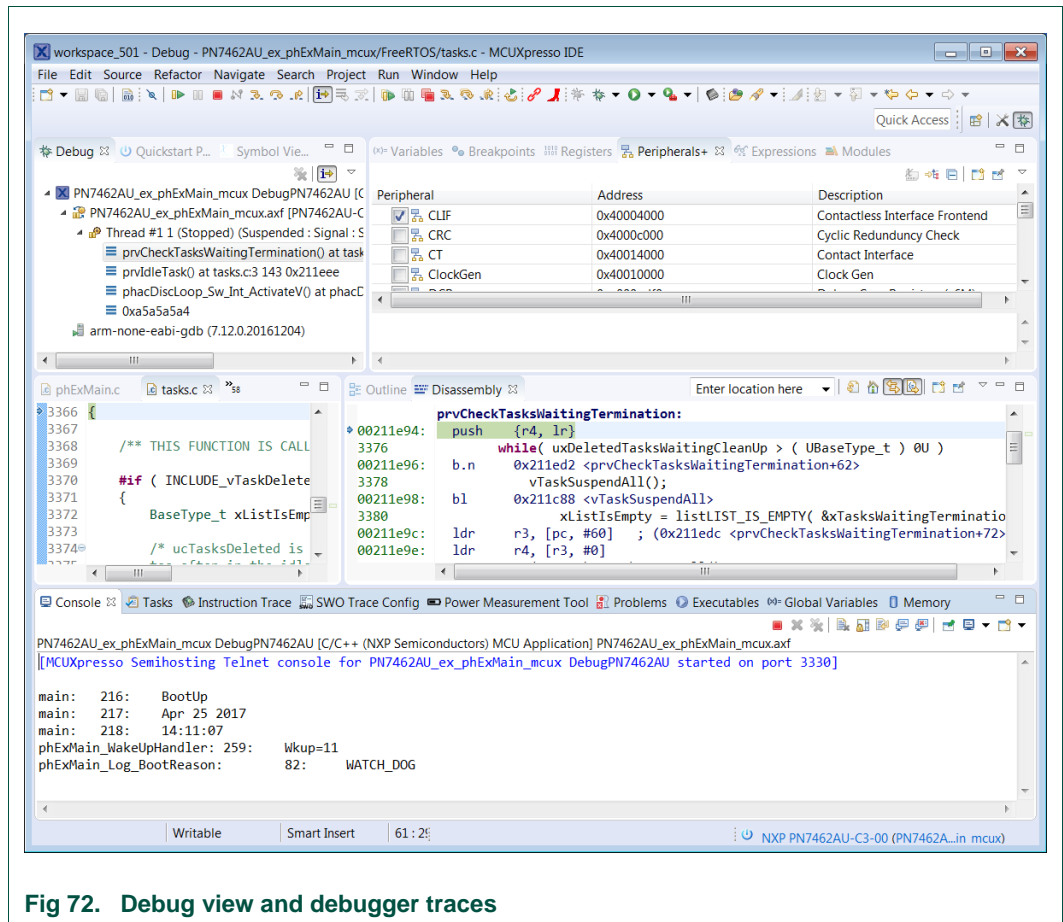 workspace_501 - Debug - PN7462AU_ex_phExMain_mcux/FreeRTOS/tasks.c - MCUXpresso IDE
File Edit Source Refactor Navigate Search Project Run Window Help
Quick Access
Debug Quickstart P... Symbol Vie...
PN7462AU_ex_phExMain_mcux DebugPN7462AU [C
PN7462AU_ex_phExMain_mcux.axf [PN7462AU-C
Thread #1 1 (Stopped) (Suspended : Signal : S
prvCheckTasksWaitingTermination() at task
prvIdleTask() at tasks.c:3 143 0x211eee
phacDiscLoop_Sw_Int_ActivateV() at phacD
0xa5a5a5a4
arm-none-eabi-gdb (7.12.0.20161204)
(x)= Variables Breakpoints Registers Peripherals+ Expressions Modules
Peripheral Address Description
CLIF 0x40004000 Contactless Interface Frontend
CRC 0x4000c000 Cyclic Redunduncy Check
CT 0x40014000 Contact Interface
ClockGen 0x40010000 Clock Gen
phExMain.c tasks.c »58
3366 {
3367
3368 /** THIS FUNCTION IS CALL
3369
3370 #if ( INCLUDE_vTaskDelete
3371 {
3372 BaseType_t xListIsEmp
3373
3374 /* ucTasksDeleted is
Outline Disassembly Enter location here
prvCheckTasksWaitingTermination:
00211e94: push {r4, lr}
3376 while( uxDeletedTasksWaitingCleanUp > ( UBaseType_t ) 0U )
00211e96: b.n 0x211ed2 <prvCheckTasksWaitingTermination+62>
3378 vTaskSuspendAll();
00211e98: bl 0x211c88 <vTaskSuspendAll>
3380 xListIsEmpty = listLIST_IS_EMPTY( &xTasksWaitingTerminatio
00211e9c: ldr r3, [pc, #60] ; (0x211edc <prvCheckTasksWaitingTermination+72>
00211e9e: ldr r4, [r3, #0]
Console Tasks Instruction Trace SWO Trace Config Power Measurement Tool Problems Executables (x)= Global Variables Memory
PN7462AU_ex_phExMain_mcux DebugPN7462AU [C/C++ (NXP Semiconductors) MCU Application] PN7462AU_ex_phExMain_mcux.axf
[MCUXpresso Semihosting Telnet console for PN7462AU_ex_phExMain_mcux DebugPN7462AU started on port 3330]
main: 216: BootUp
main: 217: Apr 25 2017
main: 218: 14:11:07
phExMain_WakeUpHandler: 259: Wkup=11
phExMain_Log_BootReason: 82: WATCH_DOG
Writable Smart Insert 61 : 29 NXP PN7462AU-C3-00 (PN7462A...in mcux)
Fig 72. Debug view and debugger traces